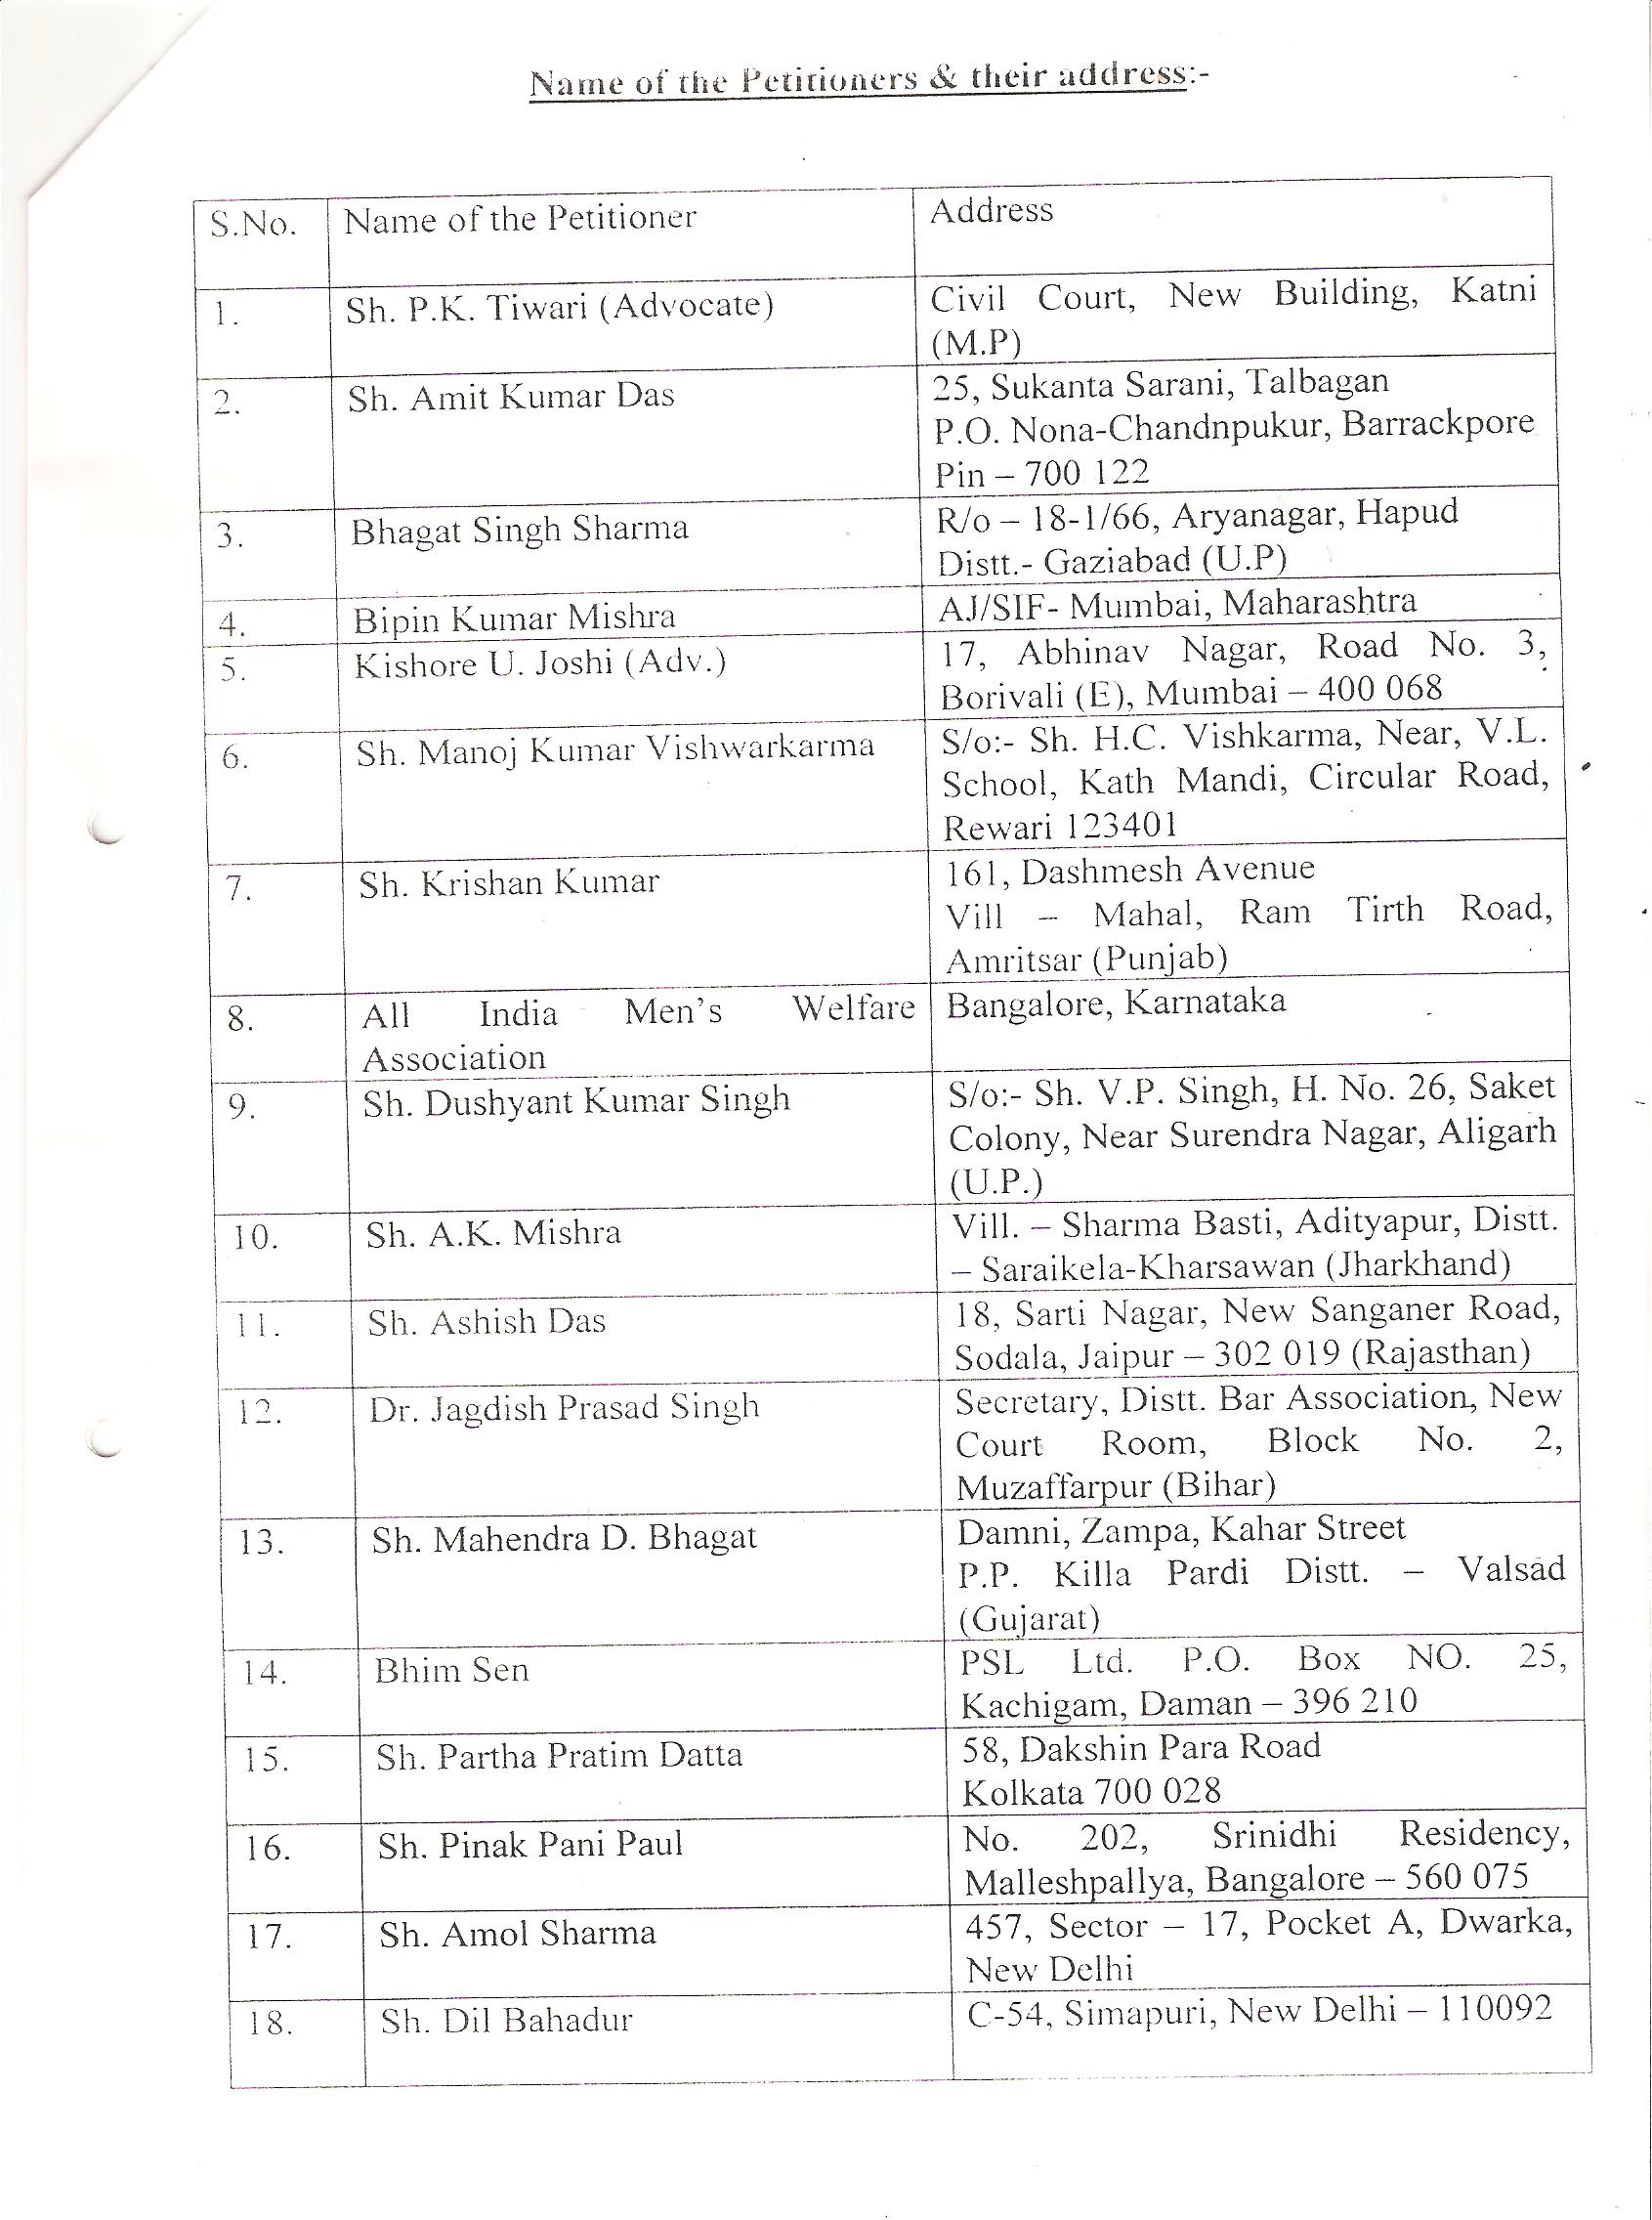 Name of the Petitioners & their address:-
S.No. Name of the Petitioner Address
1. Sh. P.K. Tiwari (Advocate) Civil Court, New Building, Katni
(M.P)
2. Sh. Amit Kumar Das 25, Sukanta Sarani, Talbagan
P.O. Nona-Chandnpukur, Barrackpore
Pin – 700 122
3. Bhagat Singh Sharma R/o – 18-1/66, Aryanagar, Hapud
Distt.- Gaziabad (U.P)
4. Bipin Kumar Mishra AJ/SIF- Mumbai, Maharashtra
5. Kishore U. Joshi (Adv.) 17, Abhinav Nagar, Road No. 3,
Borivali (E), Mumbai – 400 068
6. Sh. Manoj Kumar Vishwarkarma S/o:- Sh. H.C. Vishkarma, Near, V.L.
School, Kath Mandi, Circular Road,
Rewari 123401
7. Sh. Krishan Kumar 161, Dashmesh Avenue
Vill – Mahal, Ram Tirth Road,
Amritsar (Punjab)
8. All India Men's Welfare Bangalore, Karnataka
Association
9. Sh. Dushyant Kumar Singh S/o:- Sh. V.P. Singh, H. No. 26, Saket
Colony, Near Surendra Nagar, Aligarh
(U.P.)
10. Sh. A.K. Mishra Vill. – Sharma Basti, Adityapur, Distt.
– Saraikela-Kharsawan (Jharkhand)
11. Sh. Ashish Das 18, Sarti Nagar, New Sanganer Road,
Sodala, Jaipur – 302 019 (Rajasthan)
12. Dr. Jagdish Prasad Singh Secretary, Distt. Bar Association, New
Court Room, Block No. 2,
Muzaffarpur (Bihar)
13. Sh. Mahendra D. Bhagat Damni, Zampa, Kahar Street
P.P. Killa Pardi Distt. – Valsad
(Gujarat)
14. Bhim Sen PSL Ltd. P.O. Box NO. 25,
Kachigam, Daman – 396 210
15. Sh. Partha Pratim Datta 58, Dakshin Para Road
Kolkata 700 028
16. Sh. Pinak Pani Paul No. 202, Srinidhi Residency,
Malleshpallya, Bangalore – 560 075
17. Sh. Amol Sharma 457, Sector – 17, Pocket A, Dwarka,
New Delhi
18. Sh. Dil Bahadur C-54, Simapuri, New Delhi – 110092